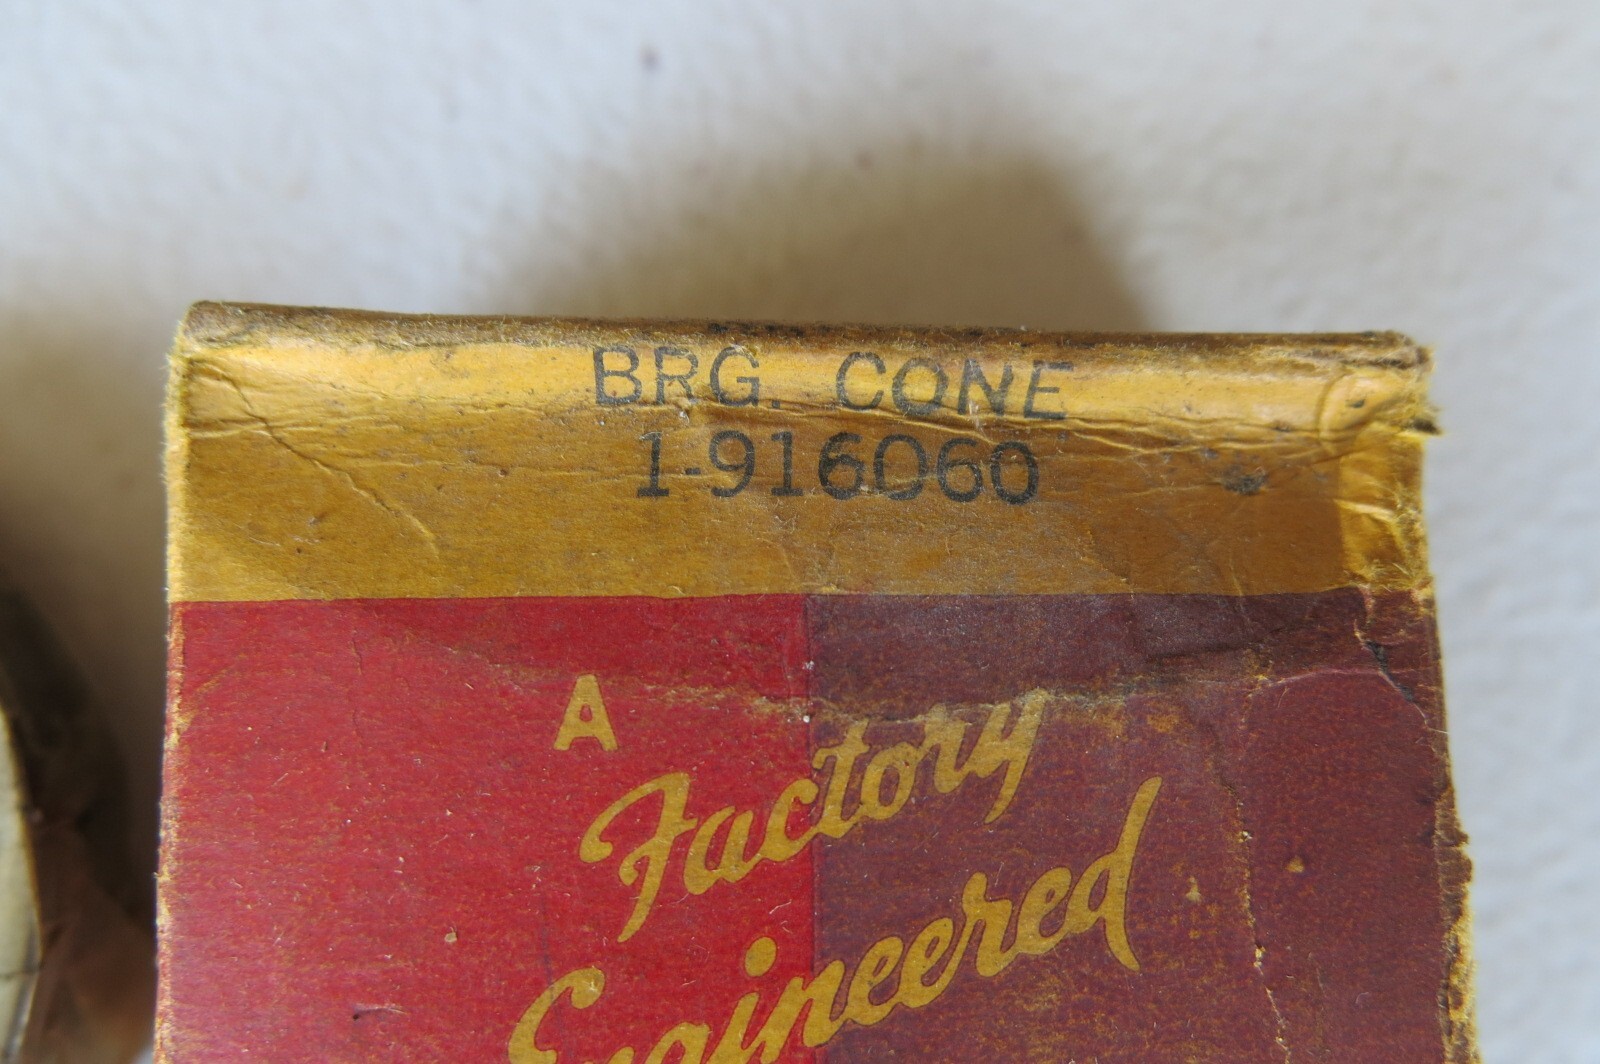 BRG. CONE
1-916060
A
Factory
Engineered